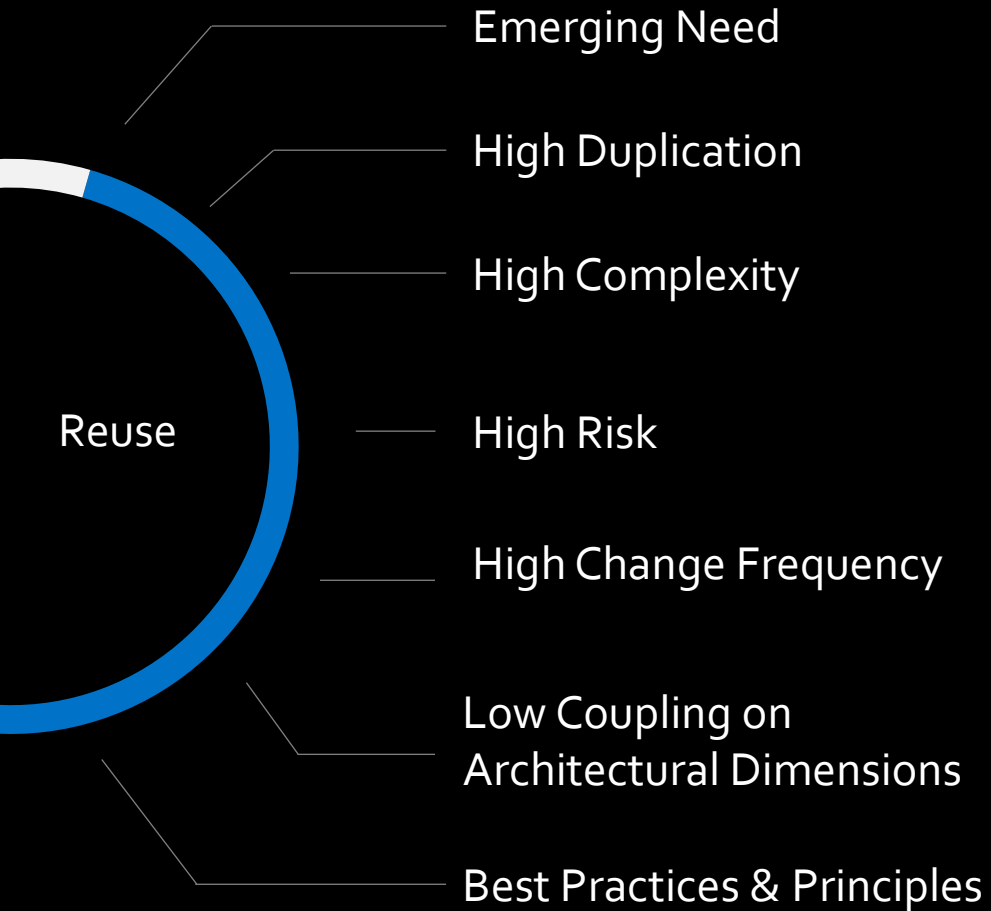 Emerging Need
High Duplication
High Complexity
Reuse
High Risk
High Change Frequency
Low Coupling on
Architectural Dimensions
Best Practices & Principles